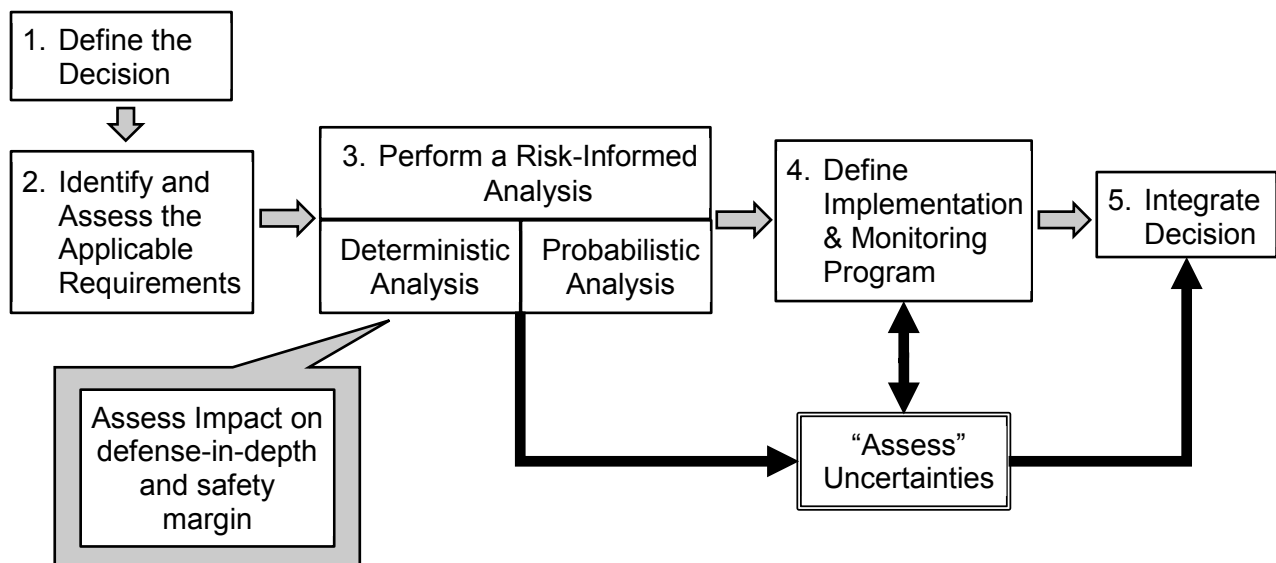 1. Define the
Decision
2. Identify and
Assess the
Applicable
Requirements
3. Perform a Risk-Informed
Analysis
Deterministic
Analysis
Probabilistic
Analysis
4. Define
Implementation
& Monitoring
Program
5. Integrate
Decision
Assess Impact on
defense-in-depth
and safety
margin
“Assess”
Uncertainties